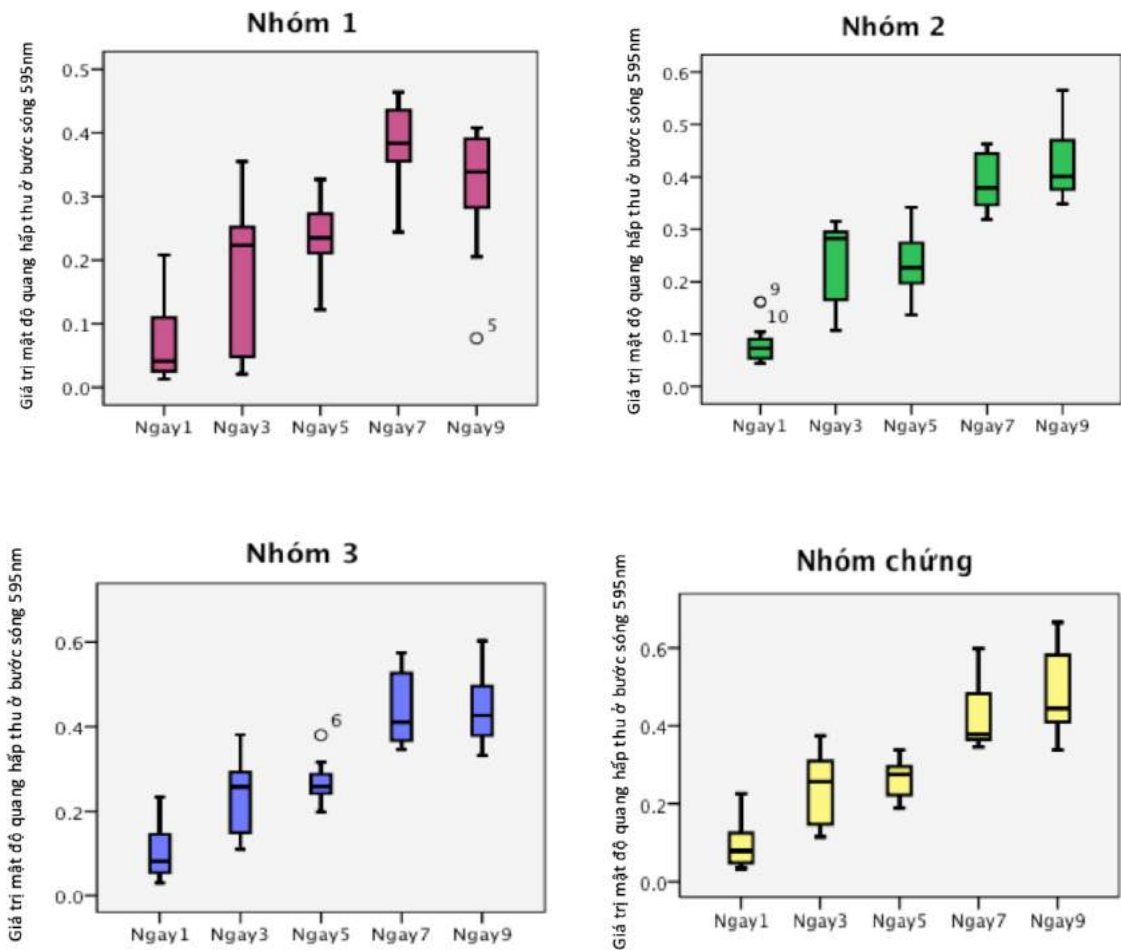 Nhóm 1
Giá trị mật độ quang hấp thu ở bước sóng 595nm
0.5
0.4
0.3
0.2
0.1
0.0
5
Ngay1 Ngay3 Ngay5 Ngay7 Ngay9
Nhóm 2
Giá trị mật độ quang hấp thu ở bước sóng 595nm
0.6
0.5
0.4
0.3
0.2
0.1
0.0
9
10
Ngay1 Ngay3 Ngay5 Ngay7 Ngay9
Nhóm 3
Giá trị mật độ quang hấp thu ở bước sóng 595nm
0.6
0.4
0.2
0.0
6
Ngay1 Ngay3 Ngay5 Ngay7 Ngay9
Nhóm chứng
Giá trị mật độ quang hấp thu ở bước sóng 595nm
0.6
0.4
0.2
0.0
Ngay1 Ngay3 Ngay5 Ngay7 Ngay9